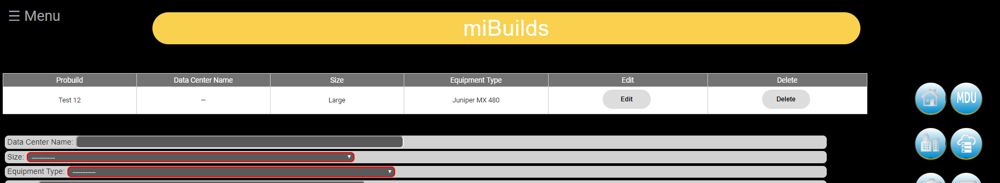 ☰ Menu
miBuilds
Probuild Data Center Name Size Equipment Type Edit Delete
Test 12 — Large Juniper MX 480 Edit Delete
MDU
Data Center Name:
Size: ---------
Equipment Type: ---------